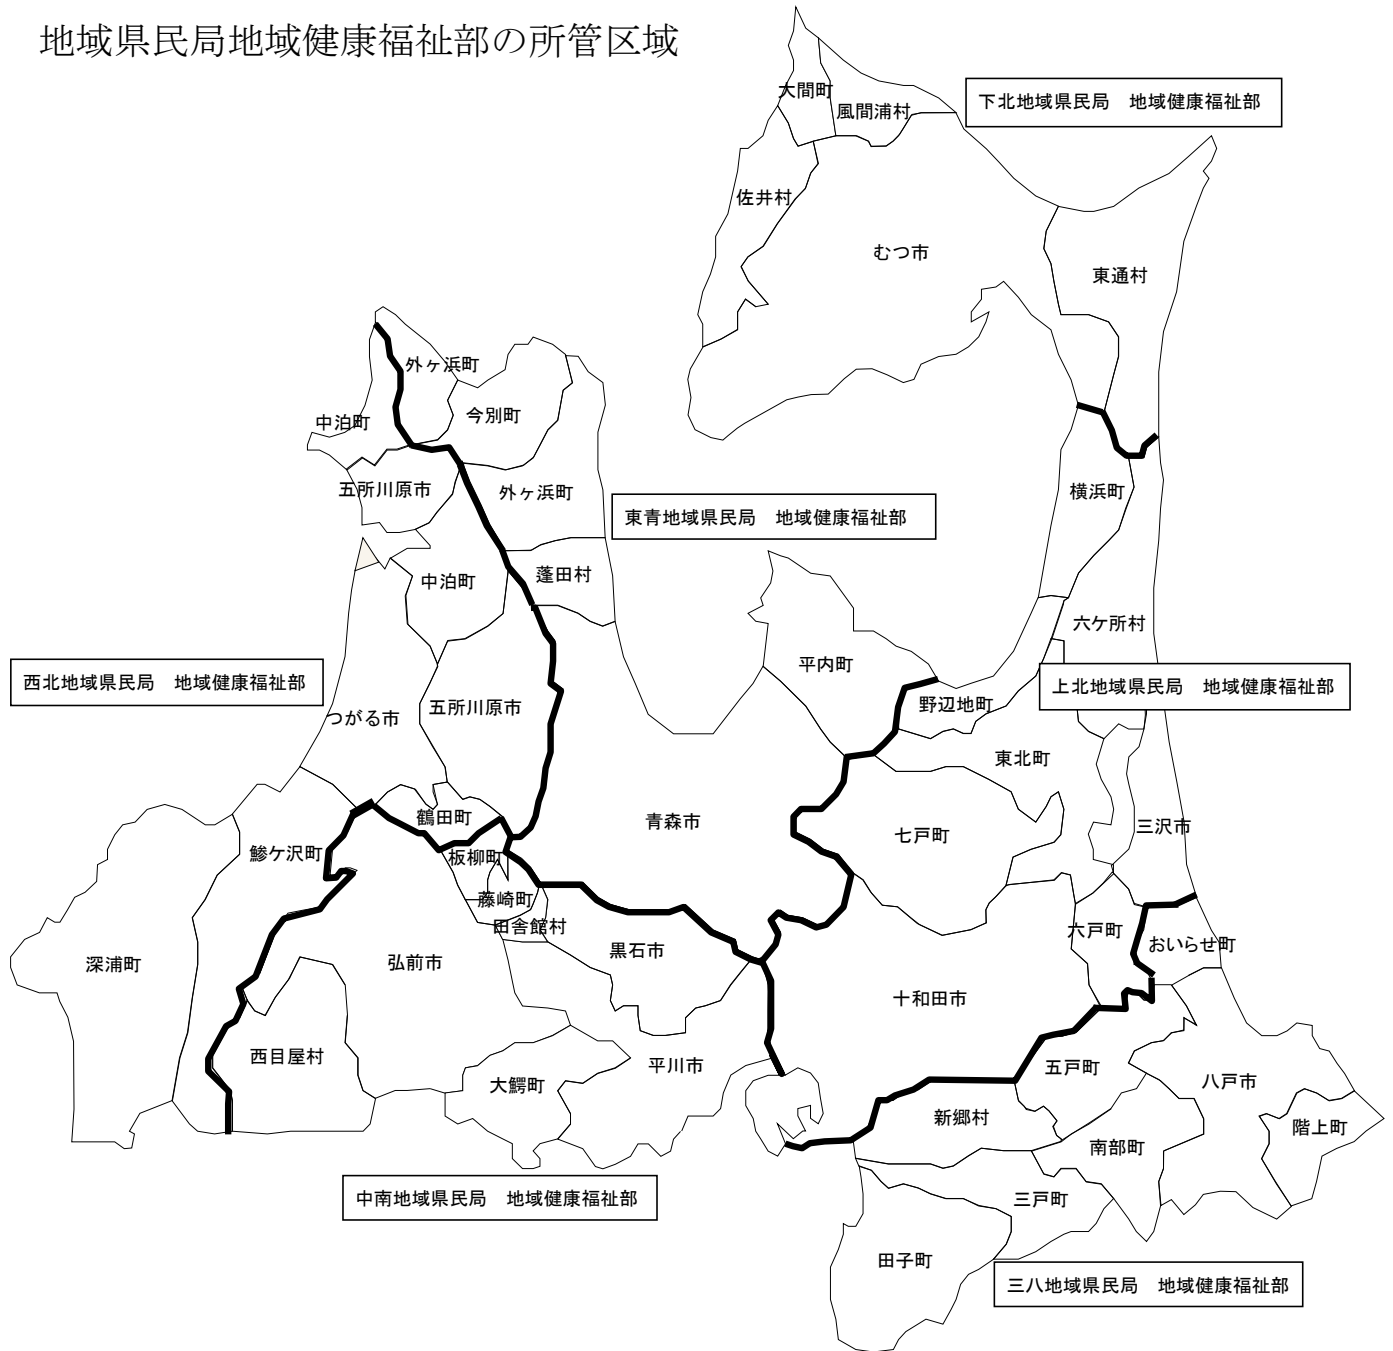 地域県民局地域健康福祉部の所管区域
大間町
風間浦村
下北地域県民局　地域健康福祉部
佐井村
むつ市
東通村
外ヶ浜町
中泊町
今別町
五所川原市
外ヶ浜町
横浜町
東青地域県民局　地域健康福祉部
中泊町
蓬田村
六ケ所村
平内町
西北地域県民局　地域健康福祉部
上北地域県民局　地域健康福祉部
つがる市
五所川原市
野辺地町
東北町
鶴田町
青森市
七戸町
三沢市
鰺ケ沢町
板柳町
藤崎町
田舎館村
六戸町
おいらせ町
深浦町
弘前市
黒石市
十和田市
西目屋村
大鰐町
平川市
五戸町
八戸市
新郷村
階上町
南部町
中南地域県民局　地域健康福祉部
三戸町
田子町
三八地域県民局　地域健康福祉部